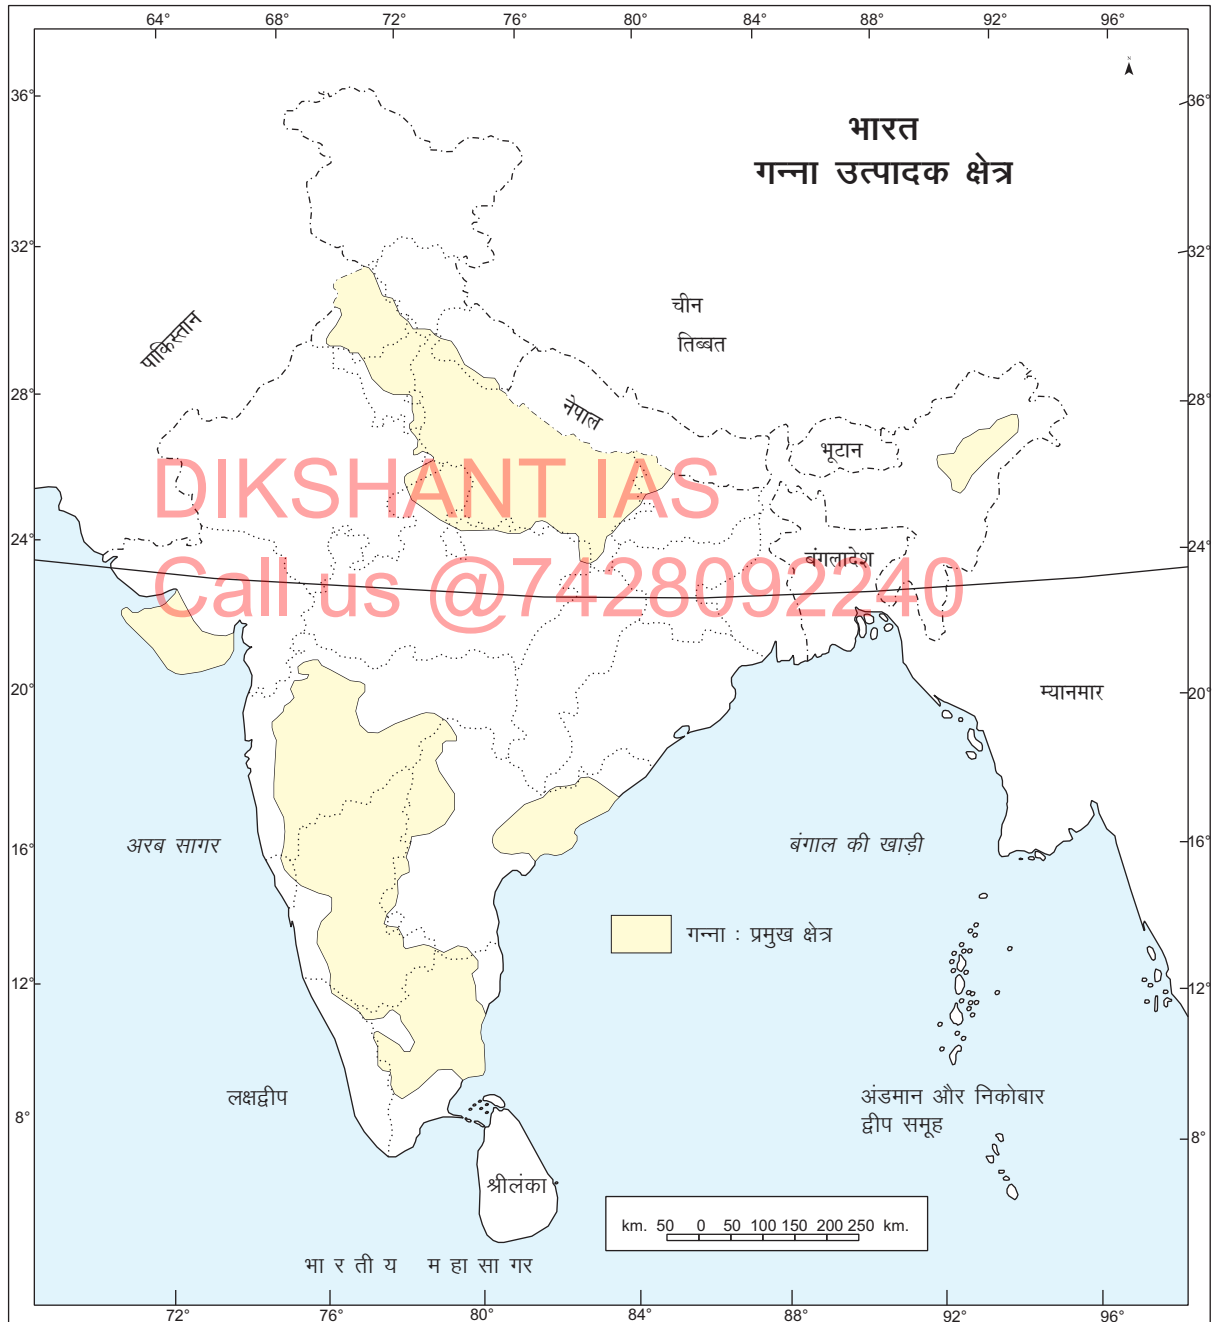 64° 68° 72° 76° 80° 88° 92° 96°
36° 36°
भारत
गन्ना उत्पादक क्षेत्र
32° 32°
चीन
पाकिस्तान
तिब्बत
28° 28°
नेपाल
भूटान
DIKSHANT IAS
24° 24°
बंगलादेश
Call us @7428092240
20° 20°
म्यानमार
16° 16°
अरब सागर
बंगाल की खाड़ी
गन्ना : प्रमुख क्षेत्र
12° 12°
लक्षद्वीप
अंडमान और निकोबार
द्वीप समूह
8° 8°
श्रीलंका
km. 50 0 50 100 150 200 250 km.
भारतीय महासागर
72° 76° 80° 84° 88° 92° 96°